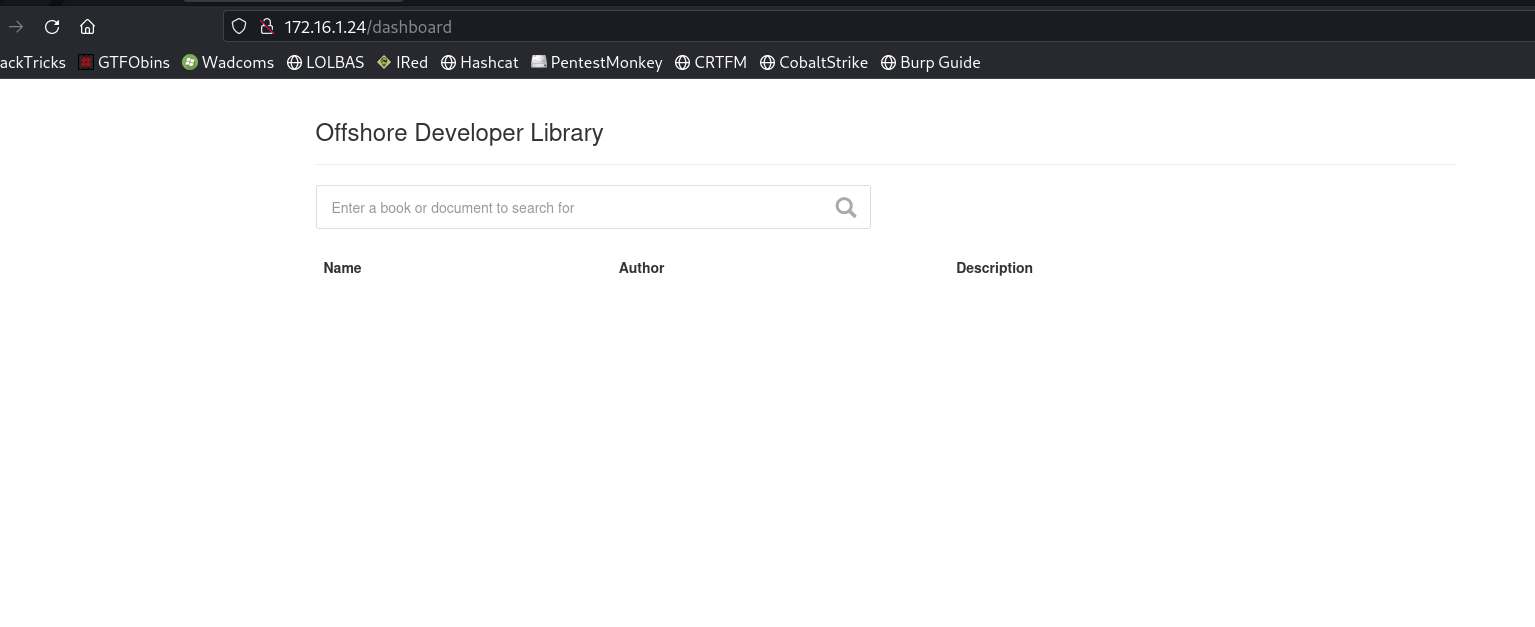 172.16.1.24/dashboard
ackTricks GTFObins Wadcoms LOLBAS IRed Hashcat PentestMonkey CRTFM CobaltStrike Burp Guide
Offshore Developer Library
Enter a book or document to search for
Name Author Description